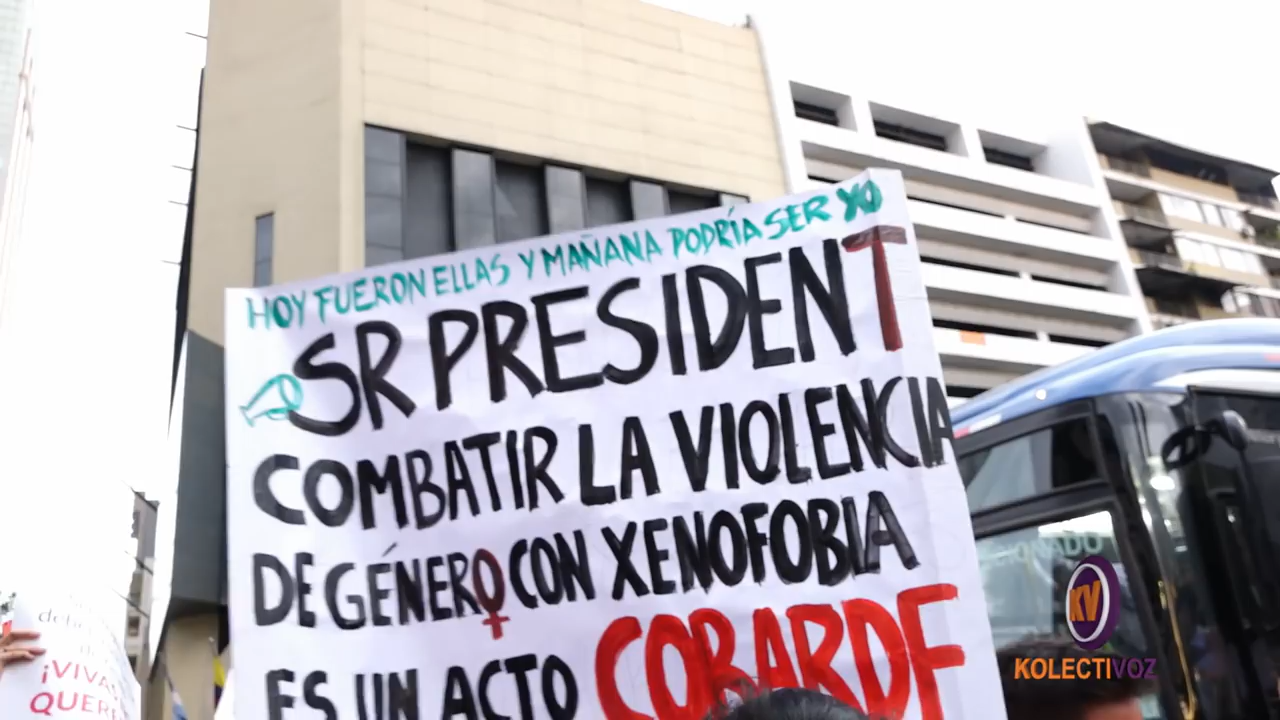 HOY FUERON ELLAS Y MAÑANA PODRÍA SER YO
SR PRESIDENT
COMBATIR LA VIOLENCIA
DE GÉNERO CON XENOFOBIA
ES UN ACTO COBARDE
¡VIVAS
KV
KOLECTIVOZ